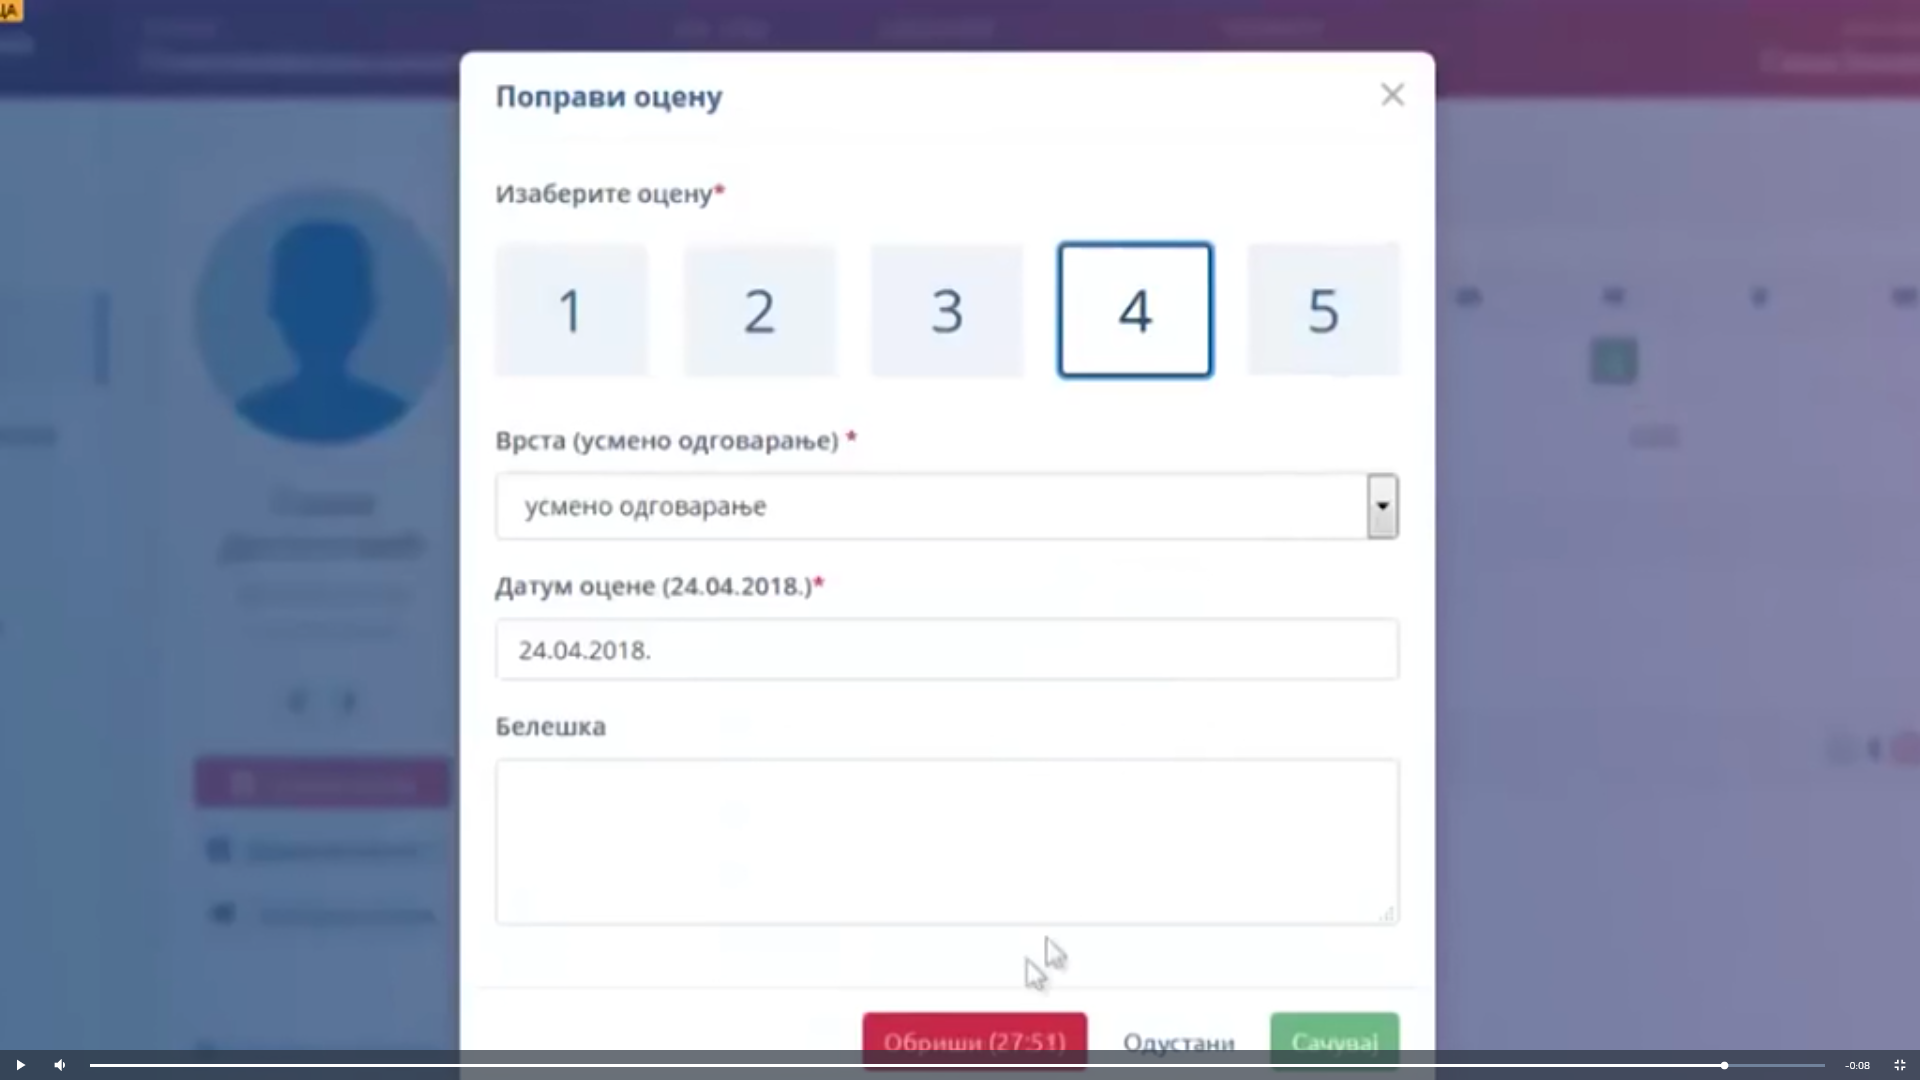 ЦА
Поправи оцену
Изаберите оцену*
1 2 3 4 5
Врста (усмено одговарање) *
усмено одговарање
Датум оцене (24.04.2018.)*
24.04.2018.
Белешка
Обриши (27:51) Одустани Сачувај
-0:08